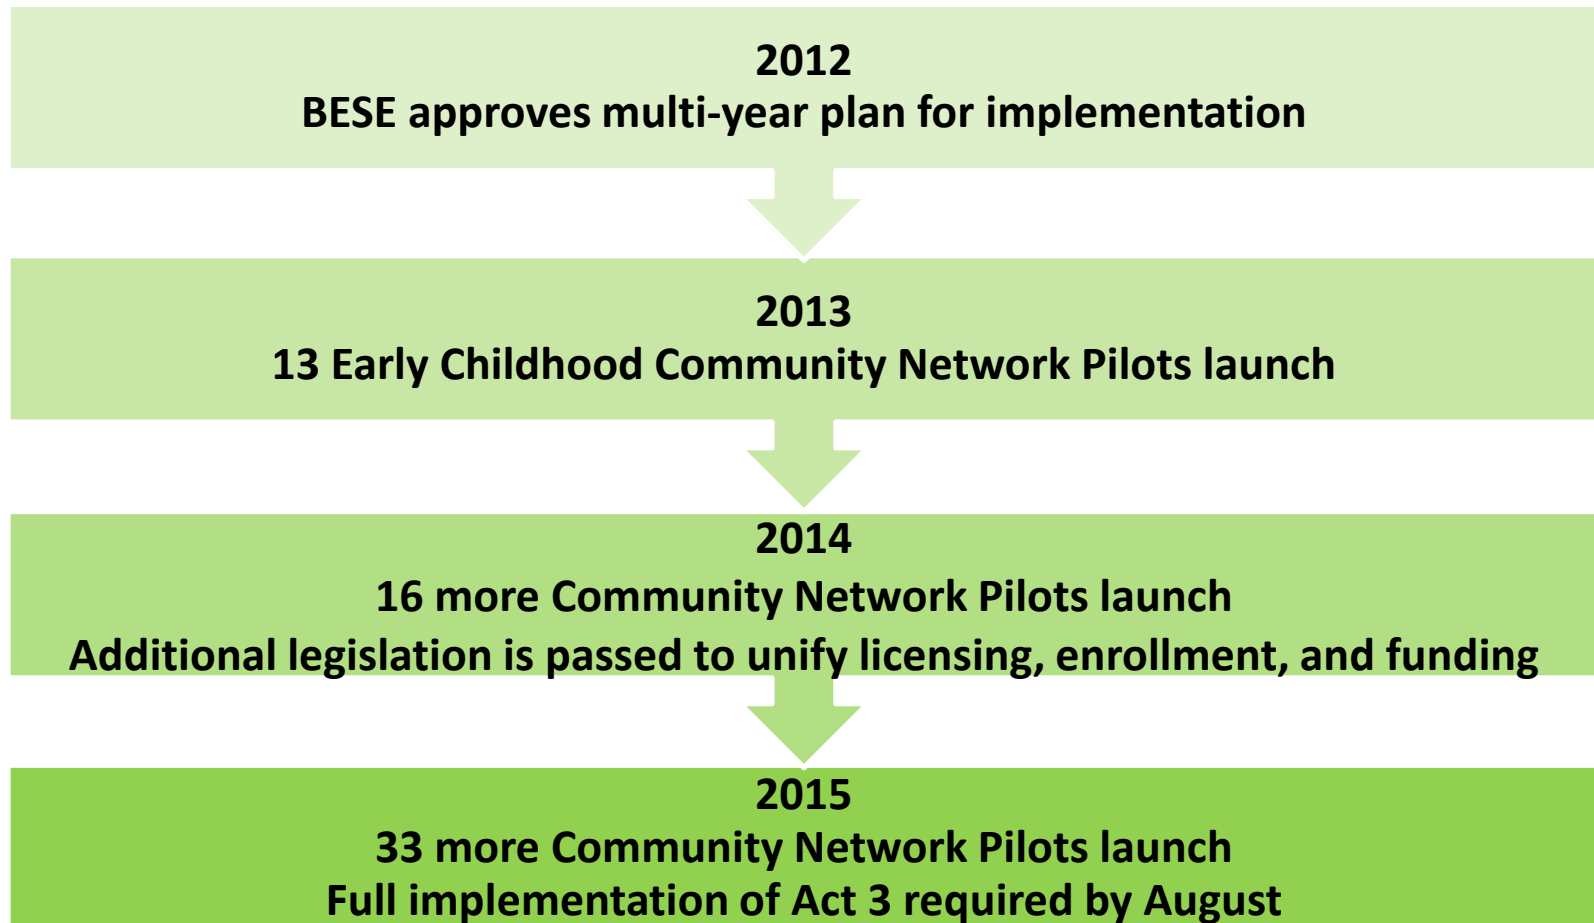 2012
BESE approves multi-year plan for implementation
2013
13 Early Childhood Community Network Pilots launch
2014
16 more Community Network Pilots launch
Additional legislation is passed to unify licensing, enrollment, and funding
2015
33 more Community Network Pilots launch
Full implementation of Act 3 required by August